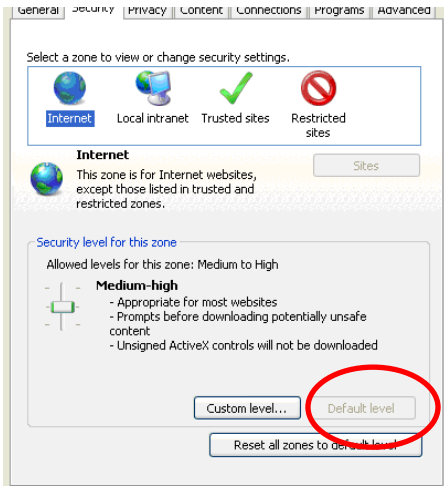 General Security Privacy Content Connections Programs Advanced
Select a zone to view or change security settings.
Internet Local intranet Trusted sites Restricted
sites
Internet
Sites
This zone is for Internet websites,
except those listed in trusted and
restricted zones.
Security level for this zone
Allowed levels for this zone: Medium to High
Medium-high
- Appropriate for most websites
- Prompts before downloading potentially unsafe
content
- Unsigned ActiveX controls will not be downloaded
Custom level... Default level
Reset all zones to default level